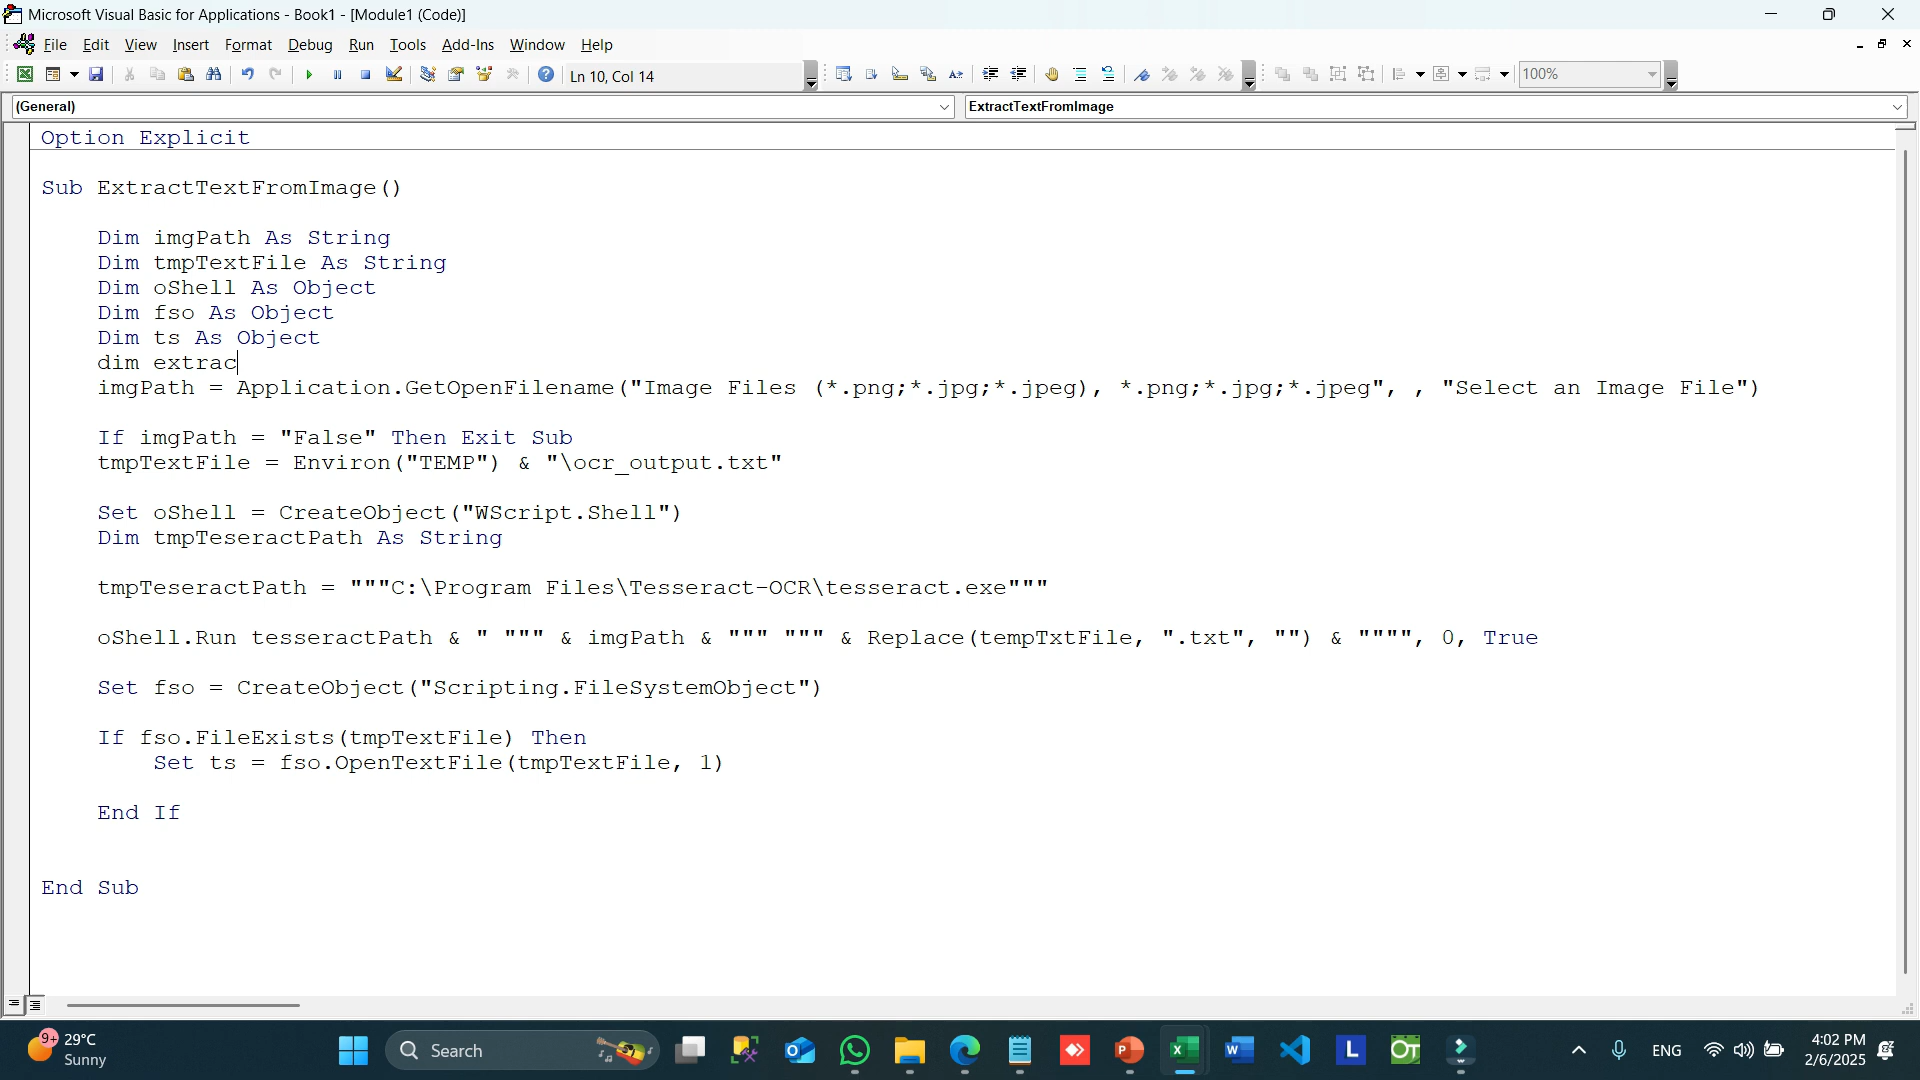 Microsoft Visual Basic for Applications - Book1 - [Module1 (Code)]
File Edit View Insert Format Debug Run Tools Add-Ins Window Help
Ln 10, Col 14
100%
(General)
ExtractTextFromImage
Option Explicit
Sub ExtractTextFromImage()
Dim imgPath As String
Dim tmpTextFile As String
Dim oShell As Object
Dim fso As Object
Dim ts As Object
dim extrac
imgPath = Application.GetOpenFilename("Image Files (*.png;*.jpg;*.jpeg), *.png;*.jpg;*.jpeg", , "Select an Image File")
If imgPath = "False" Then Exit Sub
tmpTextFile = Environ("TEMP") & "\ocr_output.txt"
Set oShell = CreateObject("WScript.Shell")
Dim tmpTeseractPath As String
tmpTeseractPath = """C:\Program Files\Tesseract-OCR\tesseract.exe"""
oShell.Run tesseractPath & " """ & imgPath & """ """ & Replace(tempTxtFile, ".txt", "") & """", 0, True
Set fso = CreateObject("Scripting.FileSystemObject")
If fso.FileExists(tmpTextFile) Then
Set ts = fso.OpenTextFile(tmpTextFile, 1)
End If
End Sub
9+
29°C
Sunny
Search
ENG
4:02 PM
2/6/2025